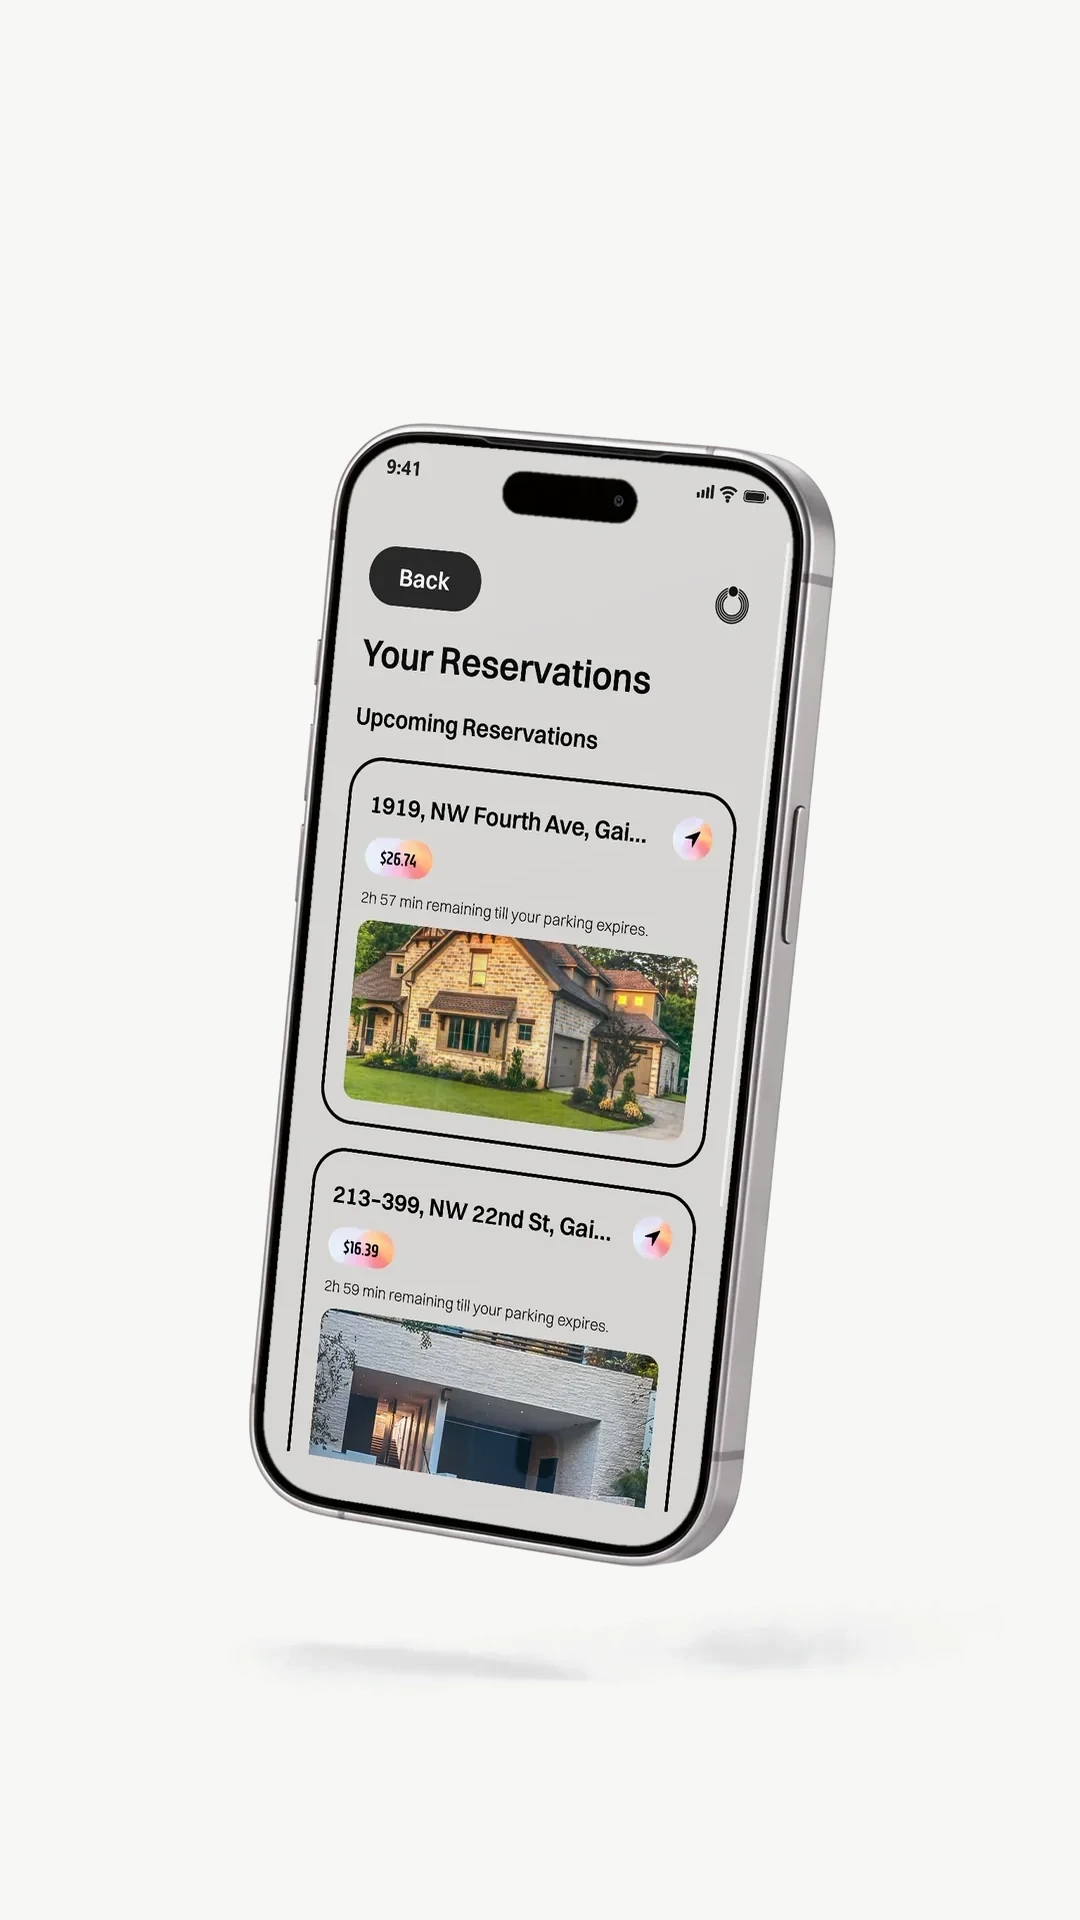 9:41
Back
Your Reservations
Upcoming Reservations
1919, NW Fourth Ave, Gai...
$26.74
2h 57 min remaining till your parking expires.
213-399, NW 22nd St, Gai...
$16.39
2h 59 min remaining till your parking expires.